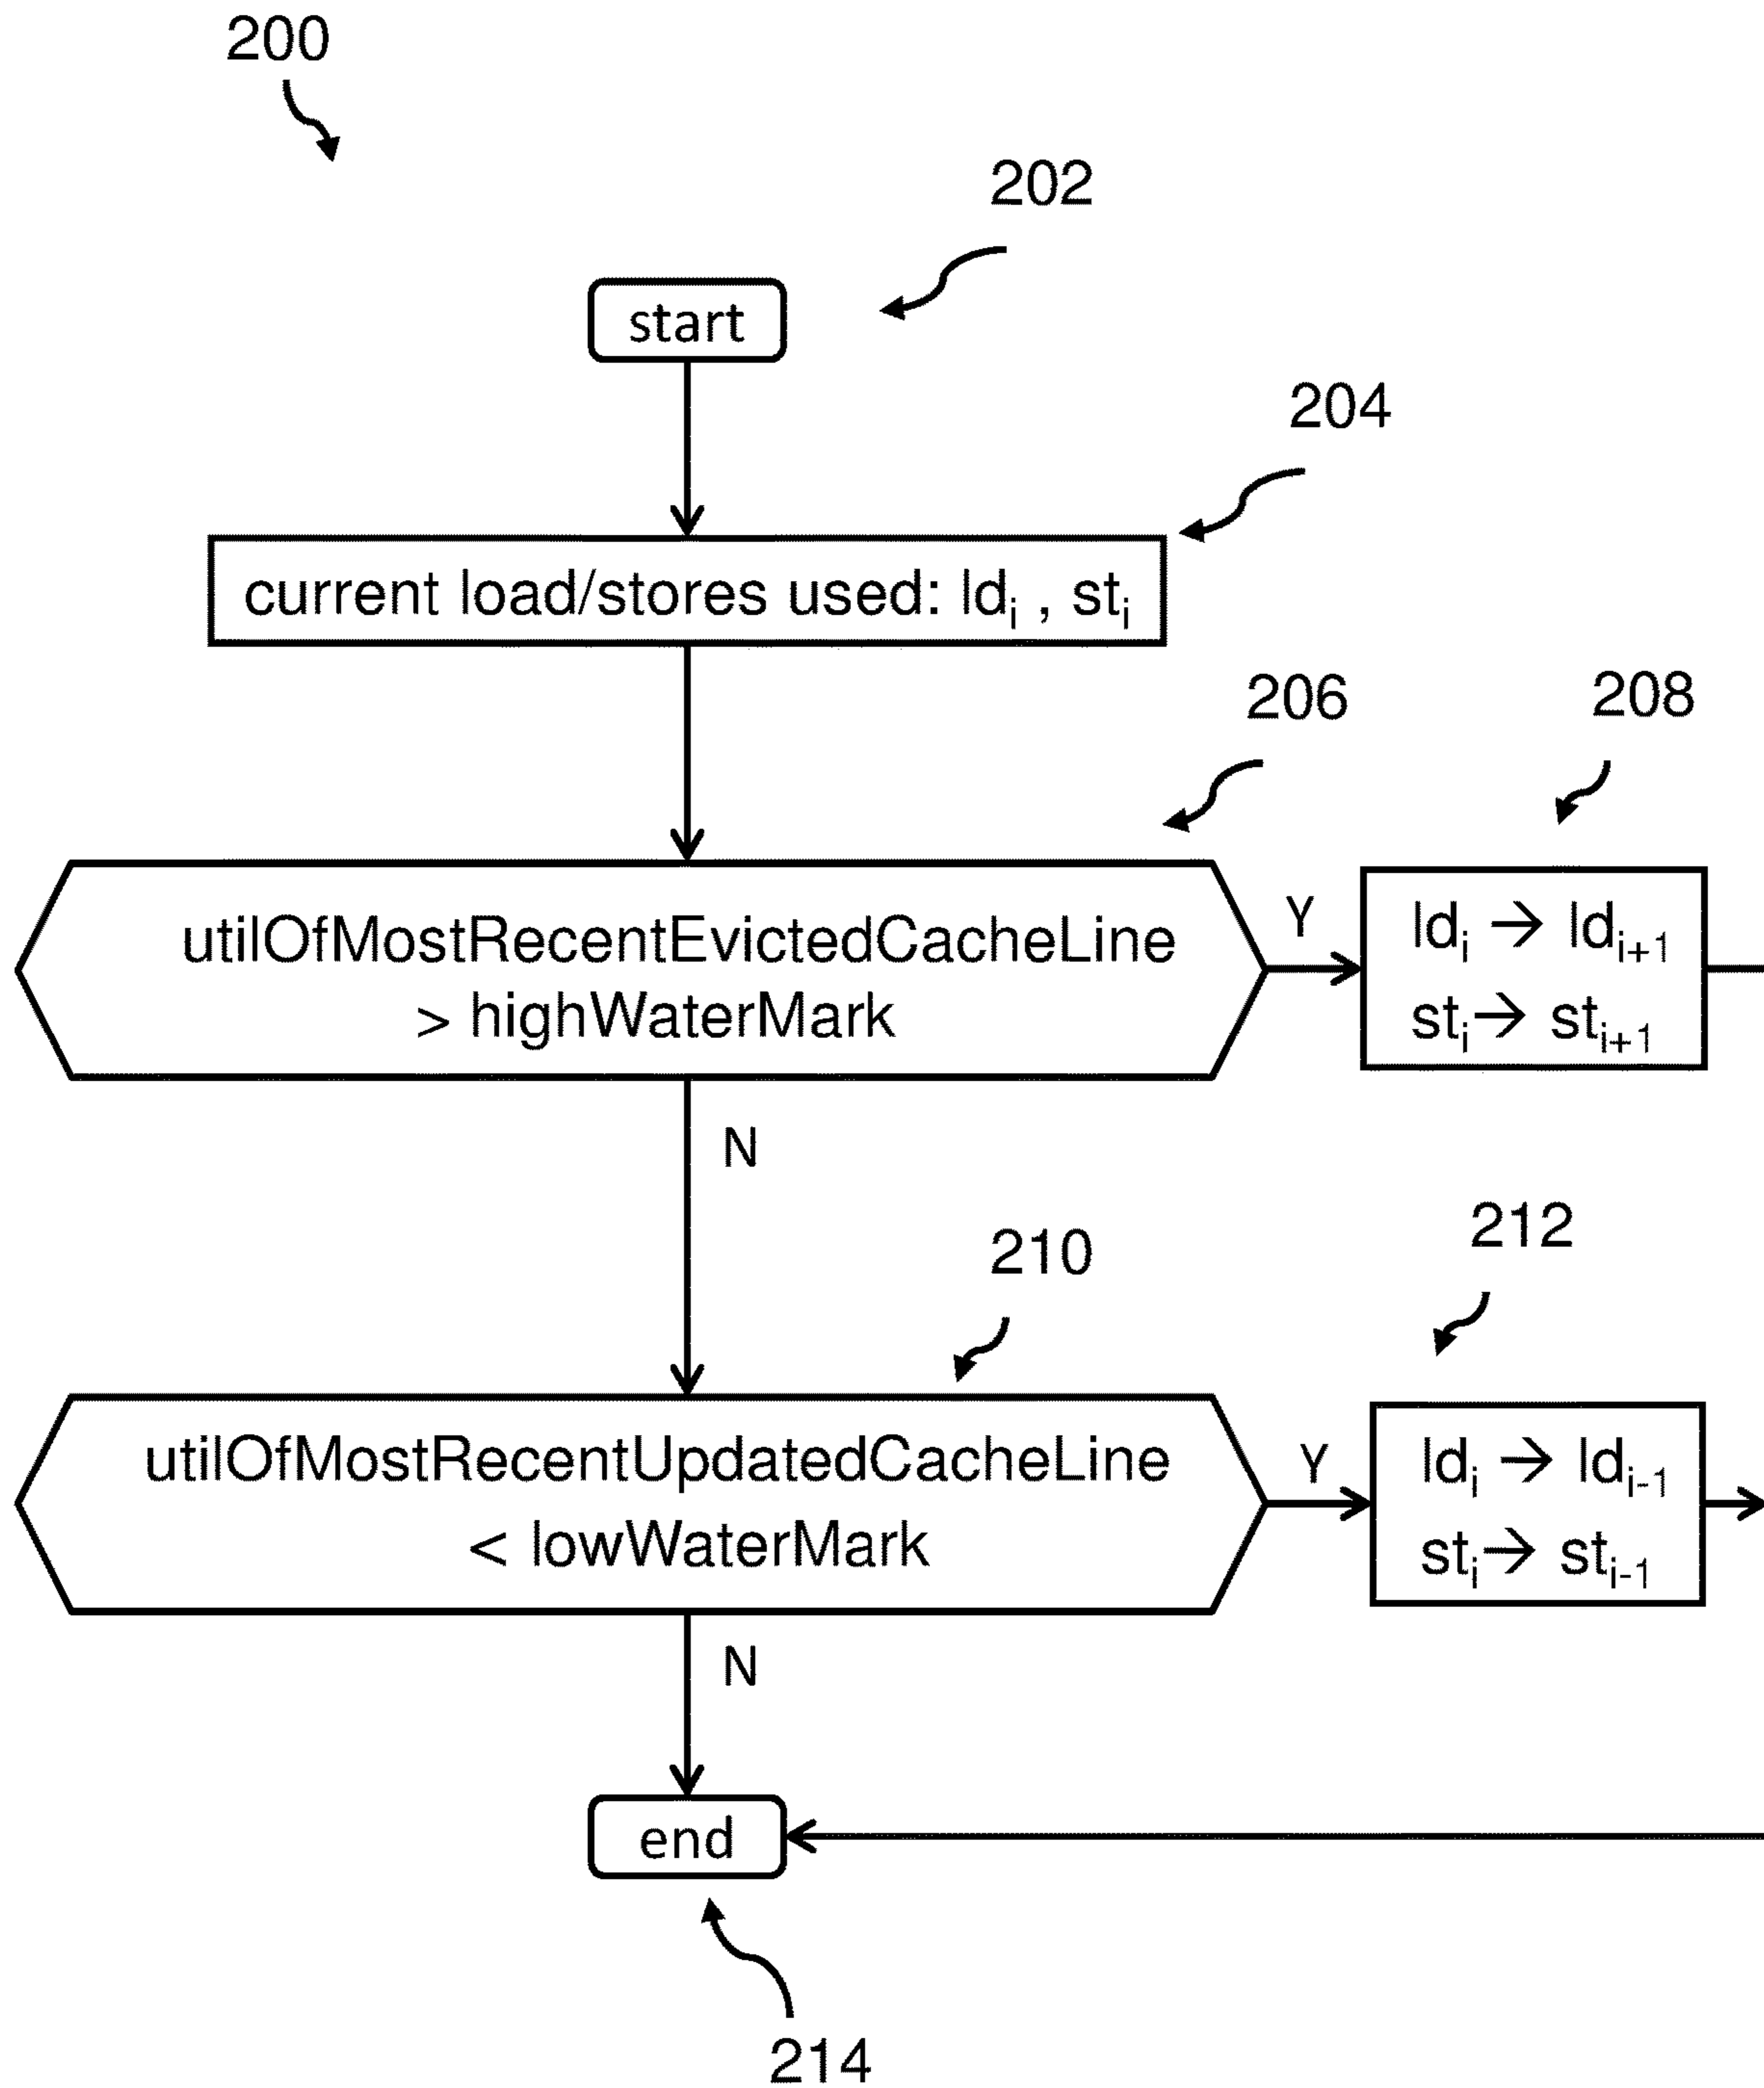 200
202
start
204
current load/stores used: ldᵢ , stᵢ
206
208
utilOfMostRecentEvictedCacheLine
> highWaterMark
Y
ldᵢ → ldᵢ₊₁
stᵢ → stᵢ₊₁
N
210
212
utilOfMostRecentUpdatedCacheLine
< lowWaterMark
Y
ldᵢ → ldᵢ₋₁
stᵢ → stᵢ₋₁
N
end
214